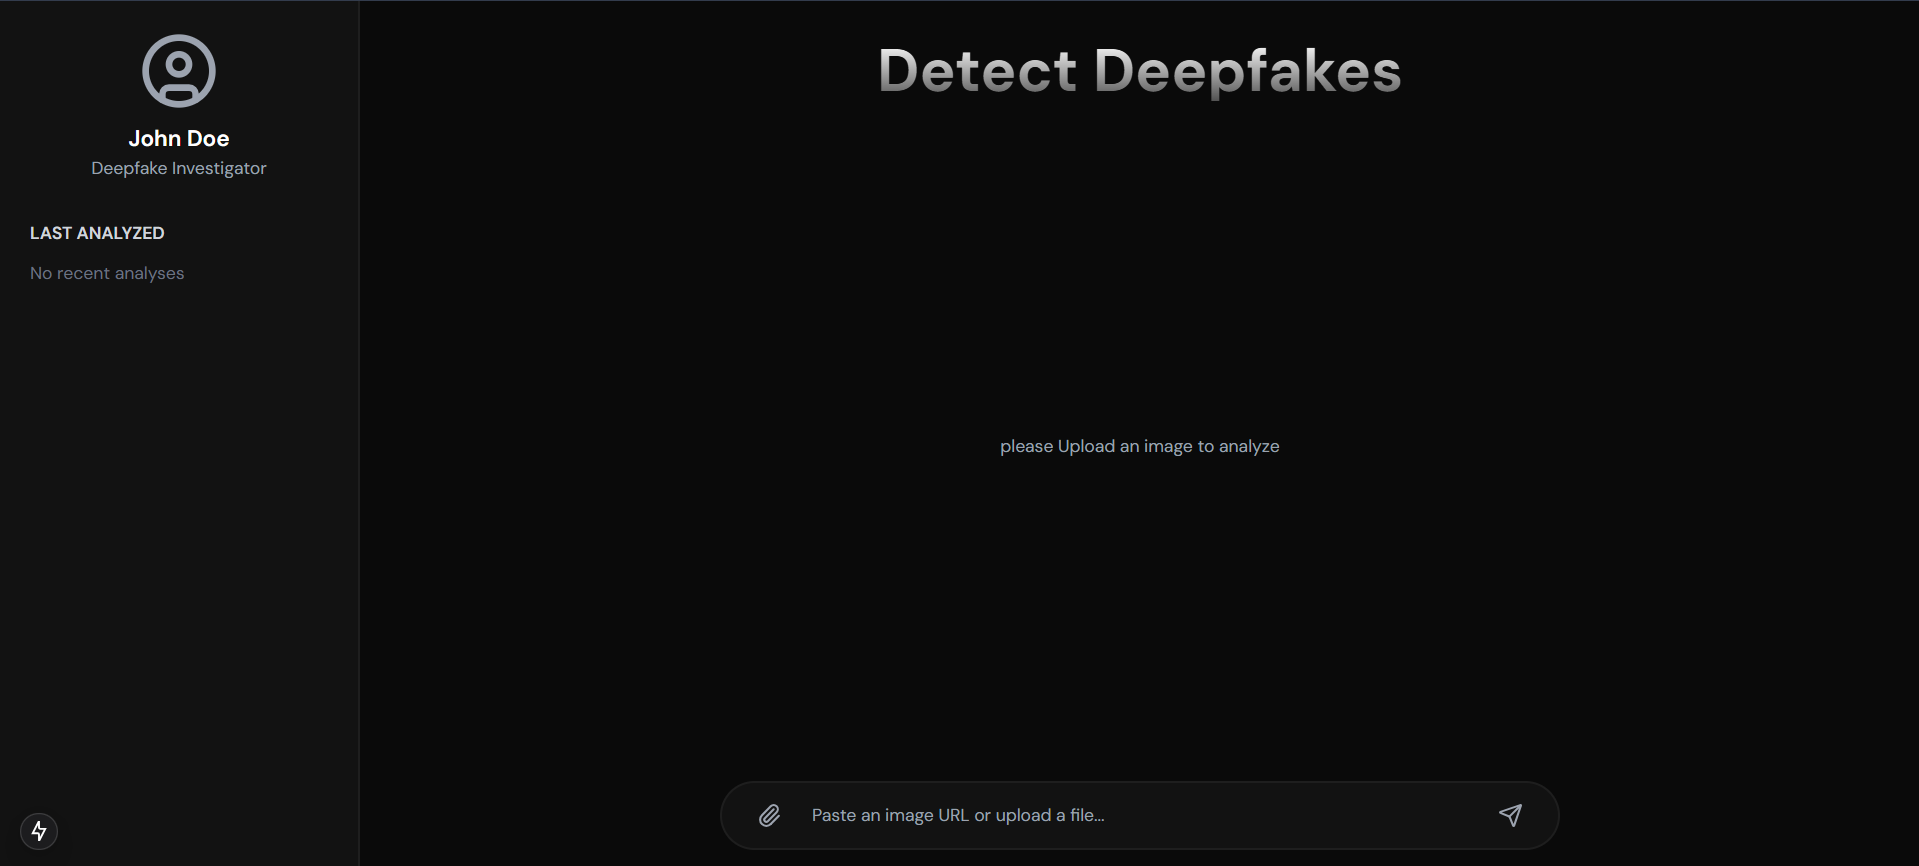 John Doe
Deepfake Investigator
LAST ANALYZED
No recent analyses
Detect Deepfakes
please Upload an image to analyze
Paste an image URL or upload a file...